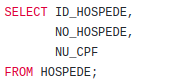 SELECT ID_HOSPEDE,
NO_HOSPEDE,
NU_CPF
FROM HOSPEDE;